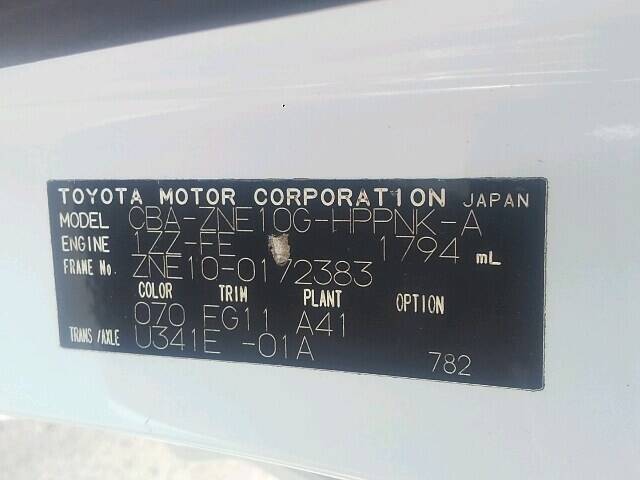 TOYOTA MOTOR CORPORATION JAPAN
MODEL CBA-ZNE10G-HPPNK-A
ENGINE 1ZZ-FE 1794 mL
FRAME No. ZNE10-0172383
COLOR TRIM PLANT OPTION
070 FG11 A41
TRANS/AXLE U341E -01A
782